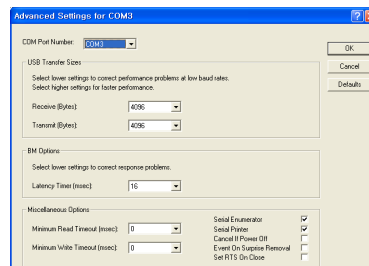 Advanced Settings for COM3
?
COM Port Number: COM3
OK
USB Transfer Sizes
Cancel
Select lower settings to correct performance problems at low baud rates.
Defaults
Select higher settings for faster performance.
Receive (Bytes): 4096
Transmit (Bytes): 4096
BM Options
Select lower settings to correct response problems.
Latency Timer (msec): 16
Miscellaneous Options
Serial Enumerator
Minimum Read Timeout (msec): 0
Serial Printer
Cancel If Power Off
Minimum Write Timeout (msec): 0
Event On Surprise Removal
Set RTS On Close